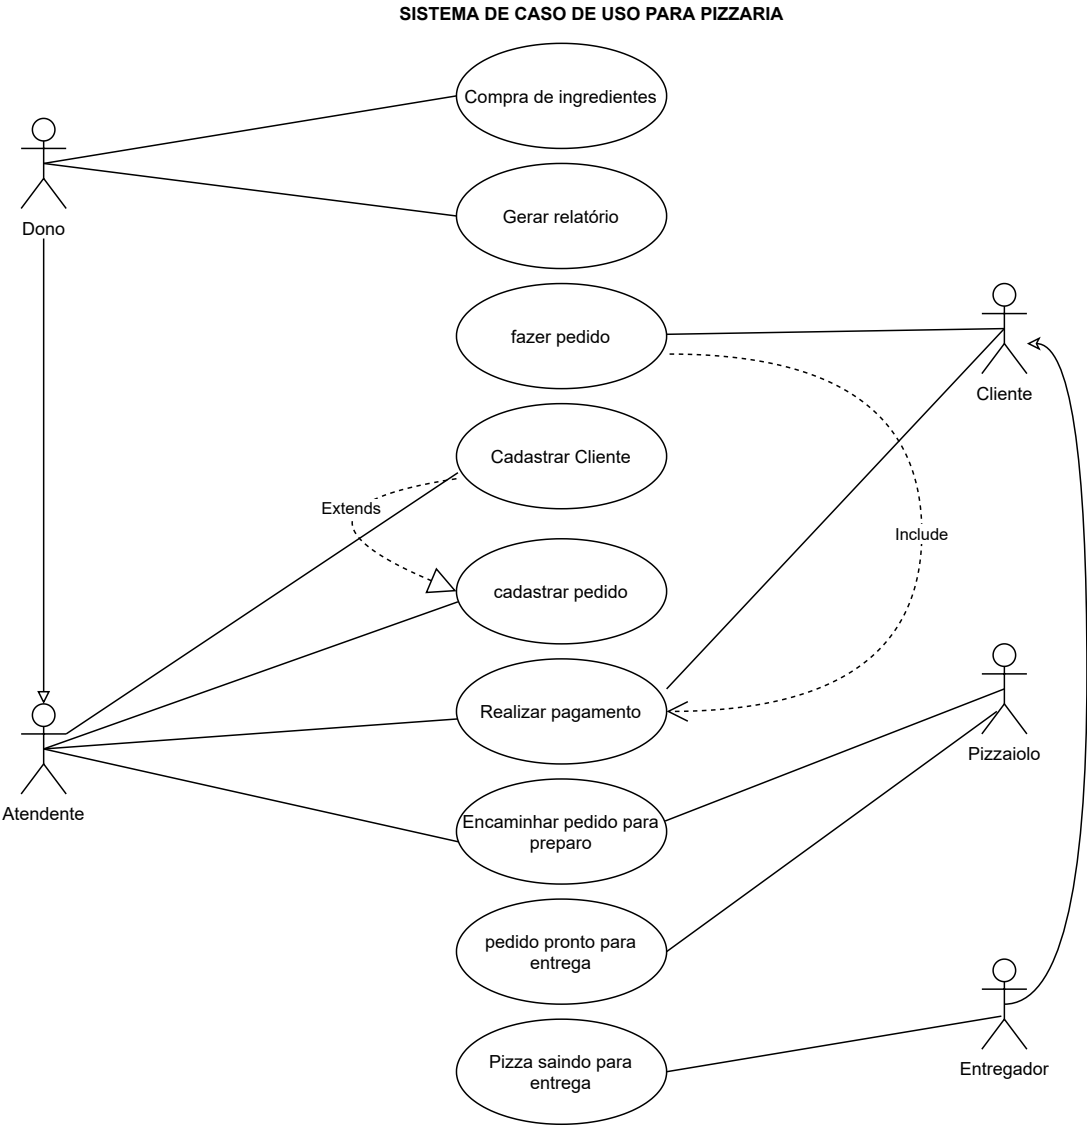 SISTEMA DE CASO DE USO PARA PIZZARIA
Compra de ingredientes
Dono
Gerar relatório
fazer pedido
Cliente
Cadastrar Cliente
Extends
Include
cadastrar pedido
Realizar pagamento
Pizzaiolo
Atendente
Encaminhar pedido para
preparo
pedido pronto para
entrega
Pizza saindo para
entrega
Entregador